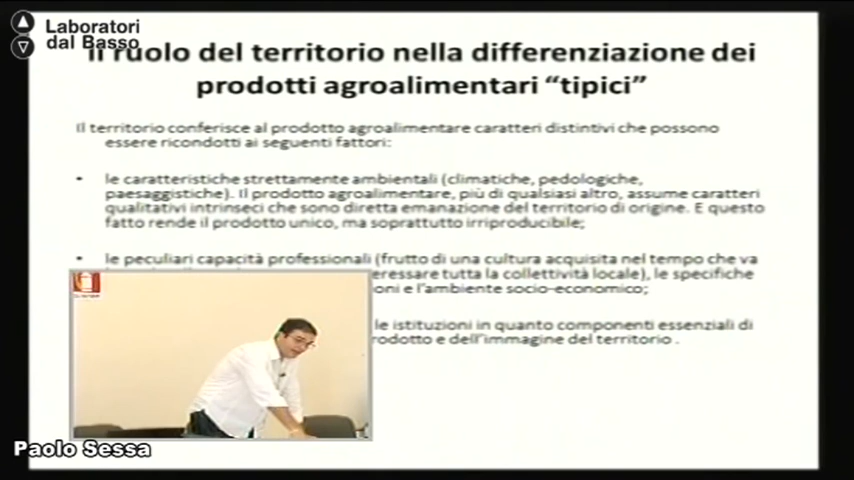 Laboratori
dal Basso
Il ruolo del territorio nella differenziazione dei
prodotti agroalimentari “tipici”
Il territorio conferisce al prodotto agroalimentare caratteri distintivi che possono
essere ricondotti ai seguenti fattori:
• le caratteristiche strettamente ambientali (climatiche, pedologiche,
paesaggistiche). Il prodotto agroalimentare, più di qualsiasi altro, assume caratteri
qualitativi intrinseci che sono diretta emanazione del territorio di origine. E questo
fatto rende il prodotto unico, ma soprattutto irriproducibile;
• le peculiari capacità professionali (frutto di una cultura acquisita nel tempo che va
eressare tutta la collettività locale), le specifiche
oni e l’ambiente socio-economico;
le istituzioni in quanto componenti essenziali di
rodotto e dell’immagine del territorio .
Paolo Sessa